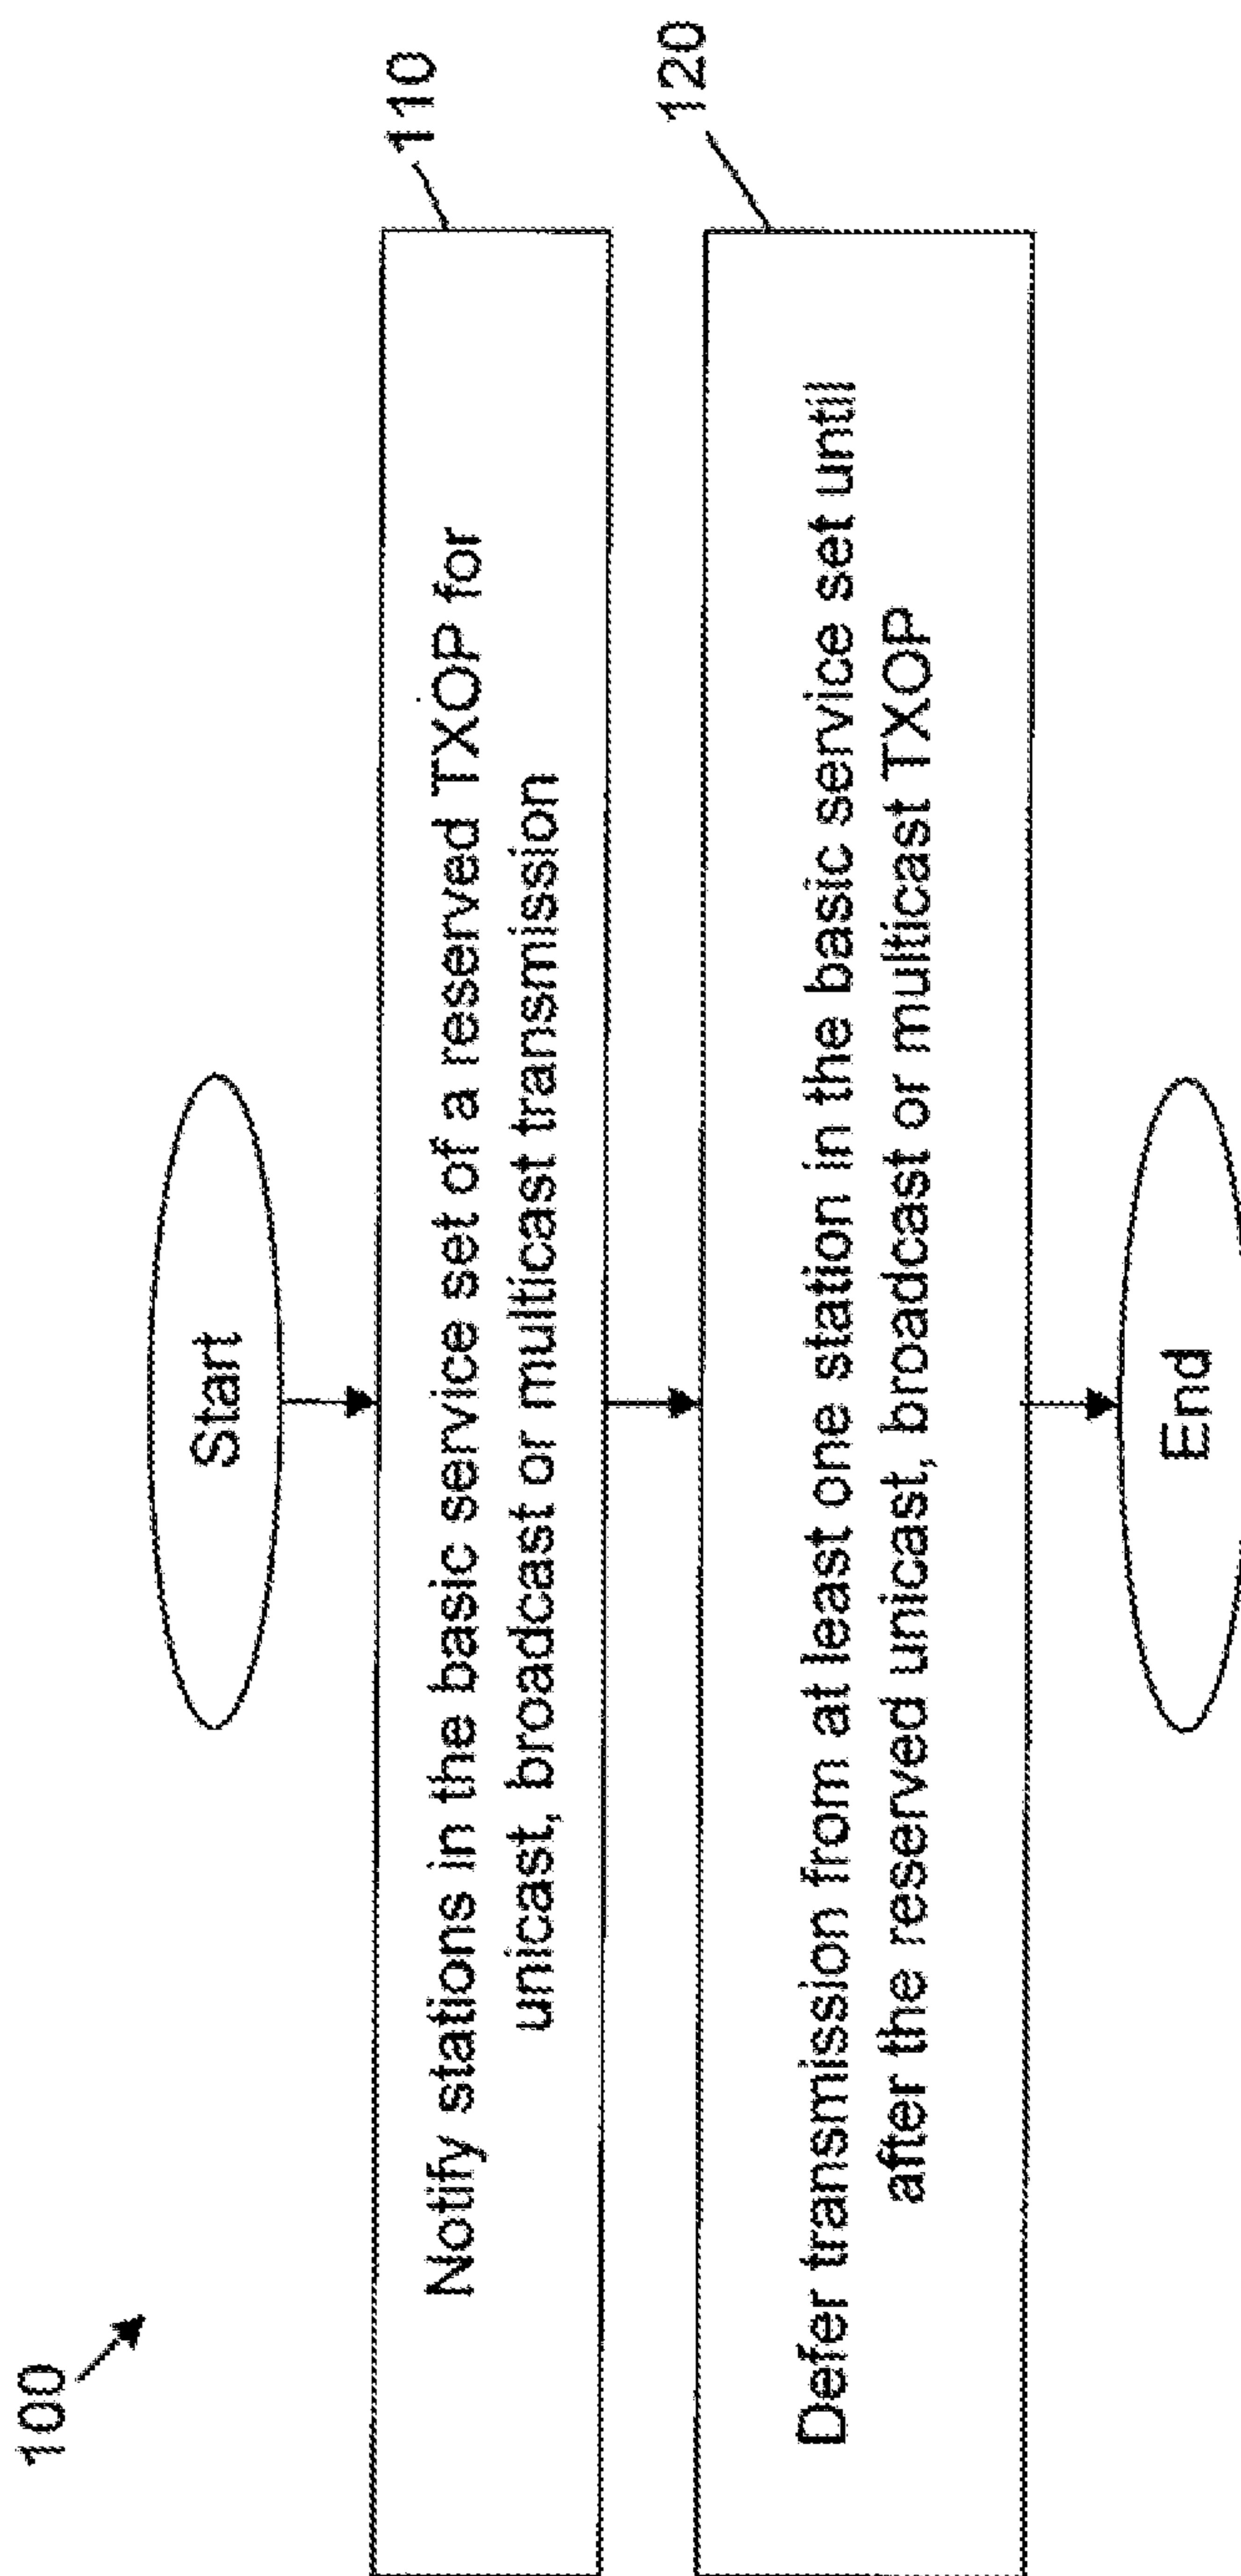 100
Start
110
Notify stations in the basic service set of a reserved TXOP for
unicast, broadcast or multicast transmission
120
Defer transmission from at least one station in the basic service set until
after the reserved unicast, broadcast or multicast TXOP
End